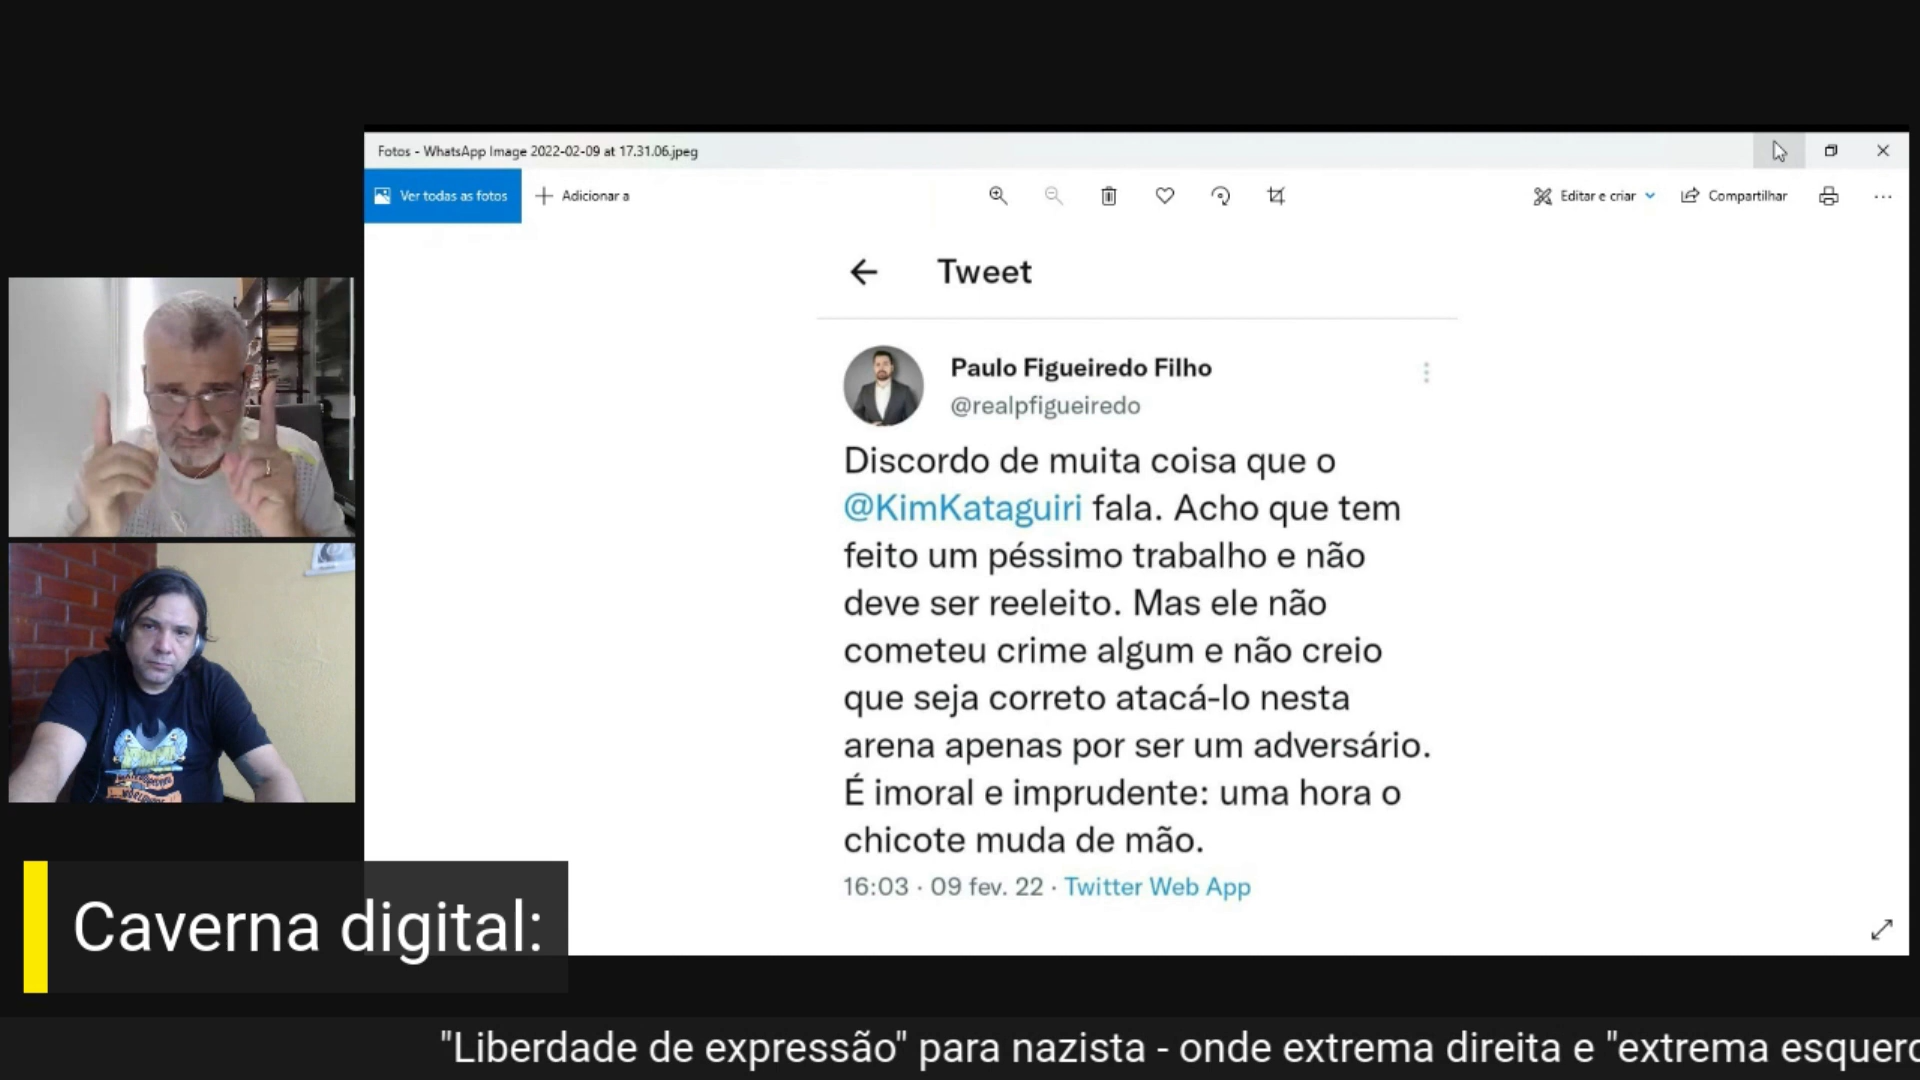 Fotos - WhatsApp Image 2022-02-09 at 17.31.06.jpeg
Ver todas as fotos
Adicionar a
Editar e criar
Compartilhar
Tweet
Paulo Figueiredo Filho
@realpfigueiredo
Discordo de muita coisa que o
@KimKataguiri fala. Acho que tem
feito um péssimo trabalho e não
deve ser reeleito. Mas ele não
cometeu crime algum e não creio
que seja correto atacá-lo nesta
arena apenas por ser um adversário.
É imoral e imprudente: uma hora o
chicote muda de mão.
16:03 · 09 fev. 22 · Twitter Web App
Caverna digital:
"Liberdade de expressão" para nazista - onde extrema direita e "extrema esquerd